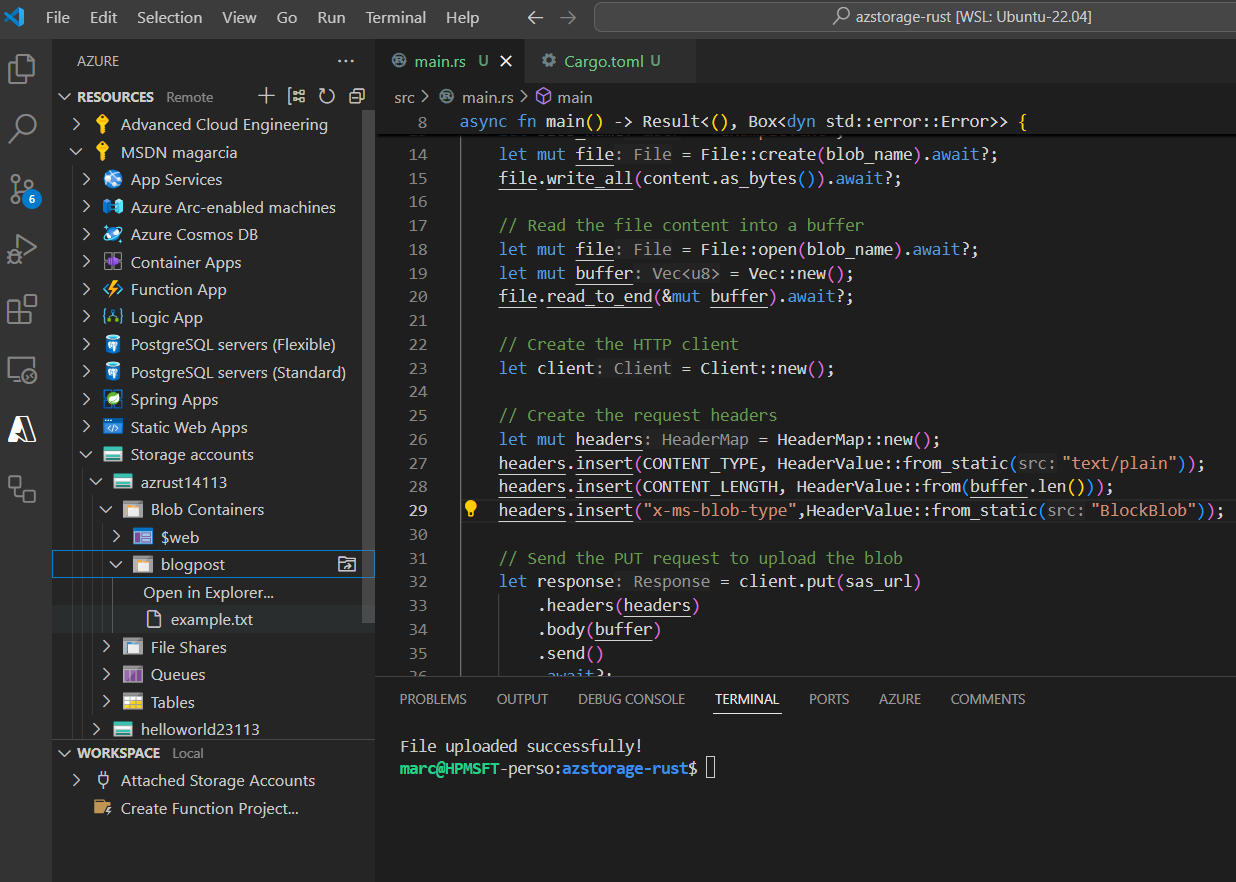 File Edit Selection View Go Run Terminal Help
azstorage-rust [WSL: Ubuntu-22.04]
AZURE
RESOURCES Remote
Advanced Cloud Engineering
MSDN magarcia
App Services
Azure Arc-enabled machines
Azure Cosmos DB
Container Apps
Function App
Logic App
PostgreSQL servers (Flexible)
PostgreSQL servers (Standard)
Spring Apps
Static Web Apps
Storage accounts
azrust14113
Blob Containers
$web
blogpost
Open in Explorer...
example.txt
File Shares
Queues
Tables
helloworld23113
WORKSPACE Local
Attached Storage Accounts
Create Function Project...
6
main.rs U
Cargo.toml U
src > main.rs > main
8 async fn main() -> Result<(), Box<dyn std::error::Error>> {
14 let mut file: File = File::create(blob_name).await?;
15 file.write_all(content.as_bytes()).await?;
16
17 // Read the file content into a buffer
18 let mut file: File = File::open(blob_name).await?;
19 let mut buffer: Vec<u8> = Vec::new();
20 file.read_to_end(&mut buffer).await?;
21
22 // Create the HTTP client
23 let client: Client = Client::new();
24
25 // Create the request headers
26 let mut headers: HeaderMap = HeaderMap::new();
27 headers.insert(CONTENT_TYPE, HeaderValue::from_static(src: "text/plain"));
28 headers.insert(CONTENT_LENGTH, HeaderValue::from(buffer.len()));
29 headers.insert("x-ms-blob-type",HeaderValue::from_static(src: "BlockBlob"));
30
31 // Send the PUT request to upload the blob
32 let response: Response = client.put(sas_url)
33 .headers(headers)
34 .body(buffer)
35 .send()
36 .await?;
PROBLEMS OUTPUT DEBUG CONSOLE TERMINAL PORTS AZURE COMMENTS
File uploaded successfully!
marc@HPMSFT-perso:azstorage-rust$